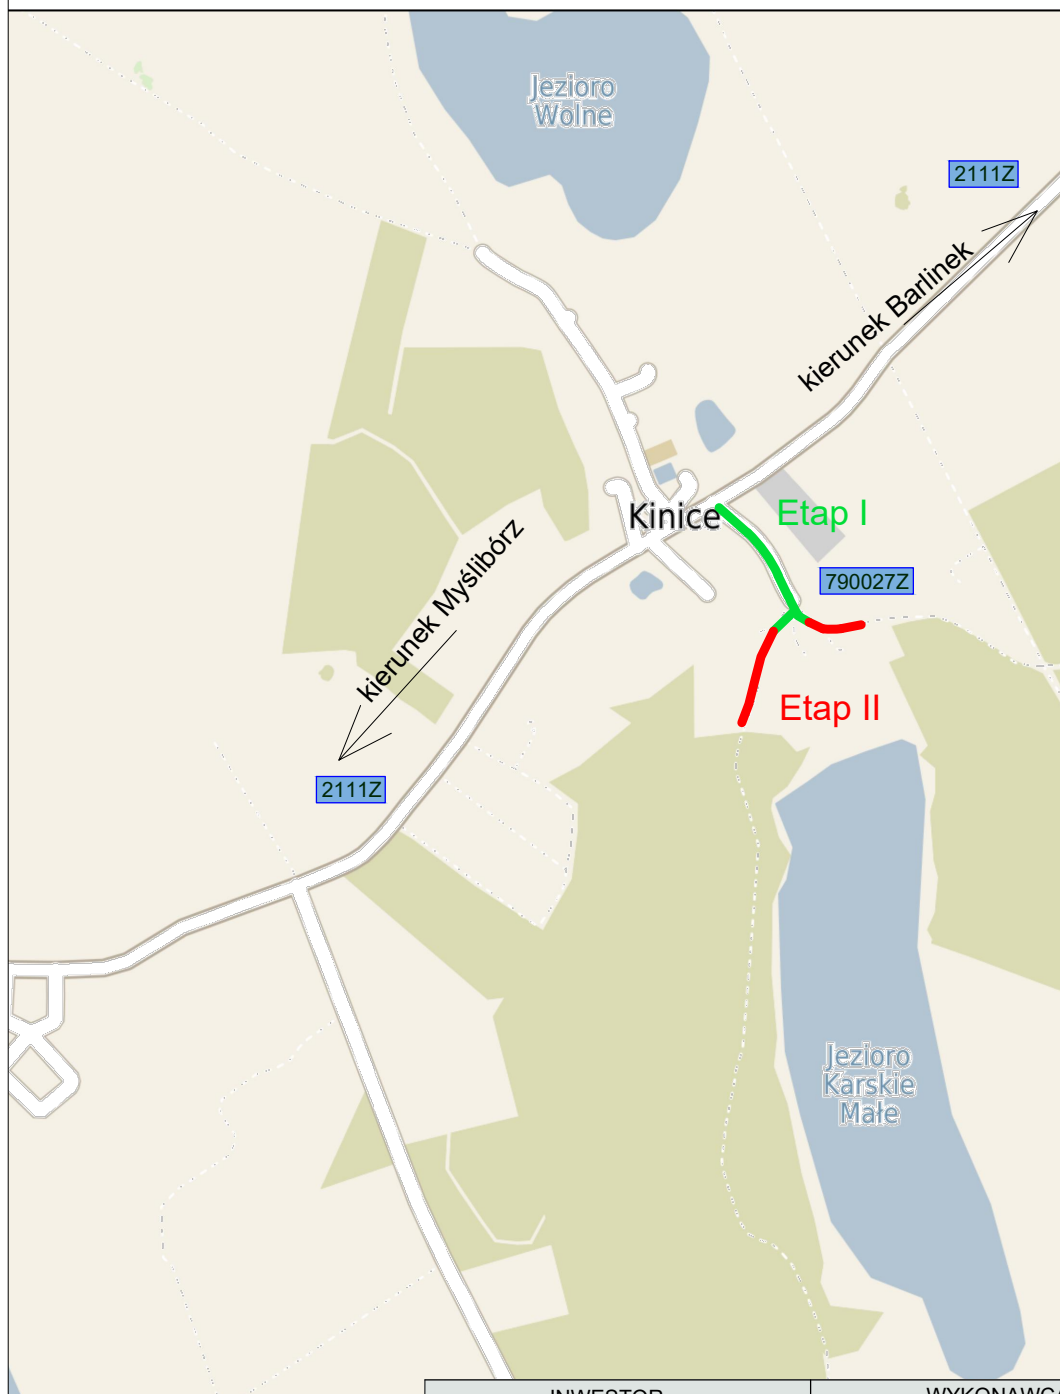 Jezioro
Wolne
2111Z
kierunek Barlinek
Kinice
Etap I
790027Z
kierunek Myślibórz
Etap II
2111Z
Jezioro
Karskie
Małe
INWESTOR